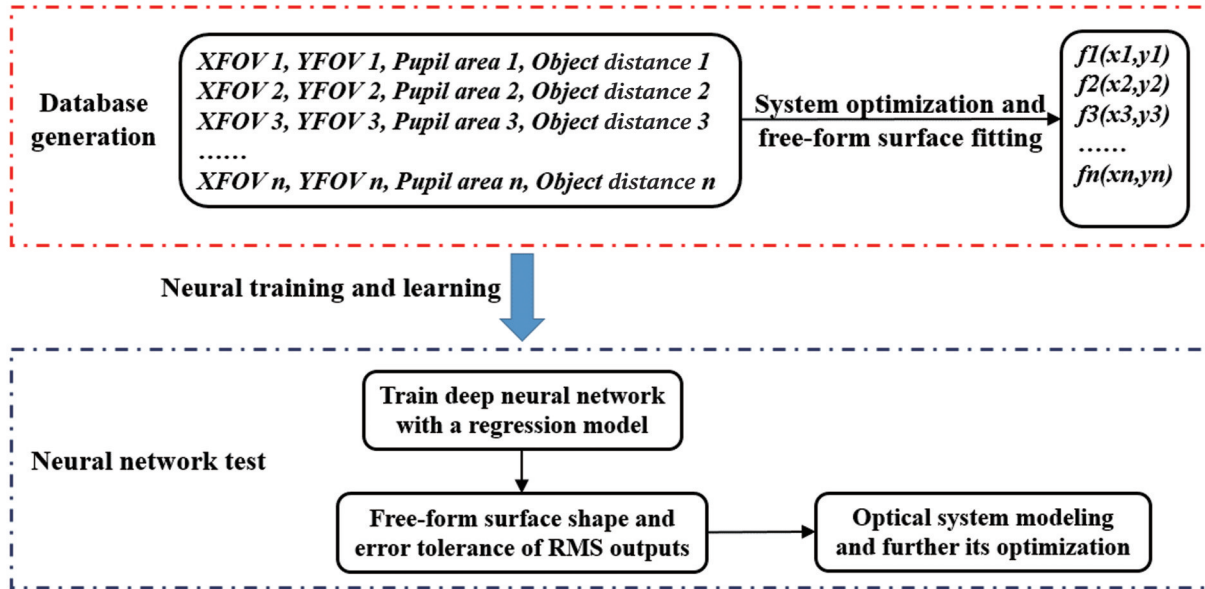 Database
generation
XFOV 1, YFOV 1, Pupil area 1, Object distance 1
XFOV 2, YFOV 2, Pupil area 2, Object distance 2
XFOV 3, YFOV 3, Pupil area 3, Object distance 3
......
XFOV n, YFOV n, Pupil area n, Object distance n
System optimization and
free-form surface fitting
f1(x1,y1)
f2(x2,y2)
f3(x3,y3)
......
fn(xn,yn)
Neural training and learning
Neural network test
Train deep neural network
with a regression model
Free-form surface shape and
error tolerance of RMS outputs
Optical system modeling
and further its optimization